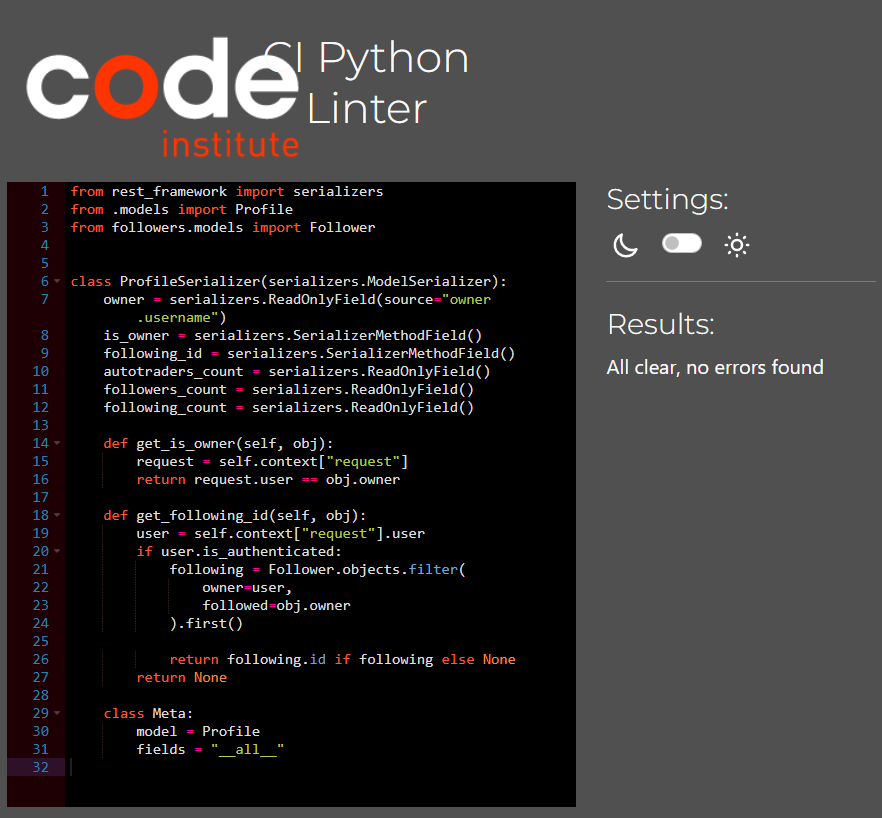 code
institute
CI Python
Linter
1 from rest_framework import serializers
2 from .models import Profile
3 from followers.models import Follower
4
5
6 class ProfileSerializer(serializers.ModelSerializer):
7     owner = serializers.ReadOnlyField(source="owner
        .username")
8     is_owner = serializers.SerializerMethodField()
9     following_id = serializers.SerializerMethodField()
10     autotraders_count = serializers.ReadOnlyField()
11     followers_count = serializers.ReadOnlyField()
12     following_count = serializers.ReadOnlyField()
13
14     def get_is_owner(self, obj):
15         request = self.context["request"]
16         return request.user == obj.owner
17
18     def get_following_id(self, obj):
19         user = self.context["request"].user
20         if user.is_authenticated:
21             following = Follower.objects.filter(
22                 owner=user,
23                 followed=obj.owner
24             ).first()
25
26             return following.id if following else None
27         return None
28
29     class Meta:
30         model = Profile
31         fields = "__all__"
32
Settings:
Results:
All clear, no errors found